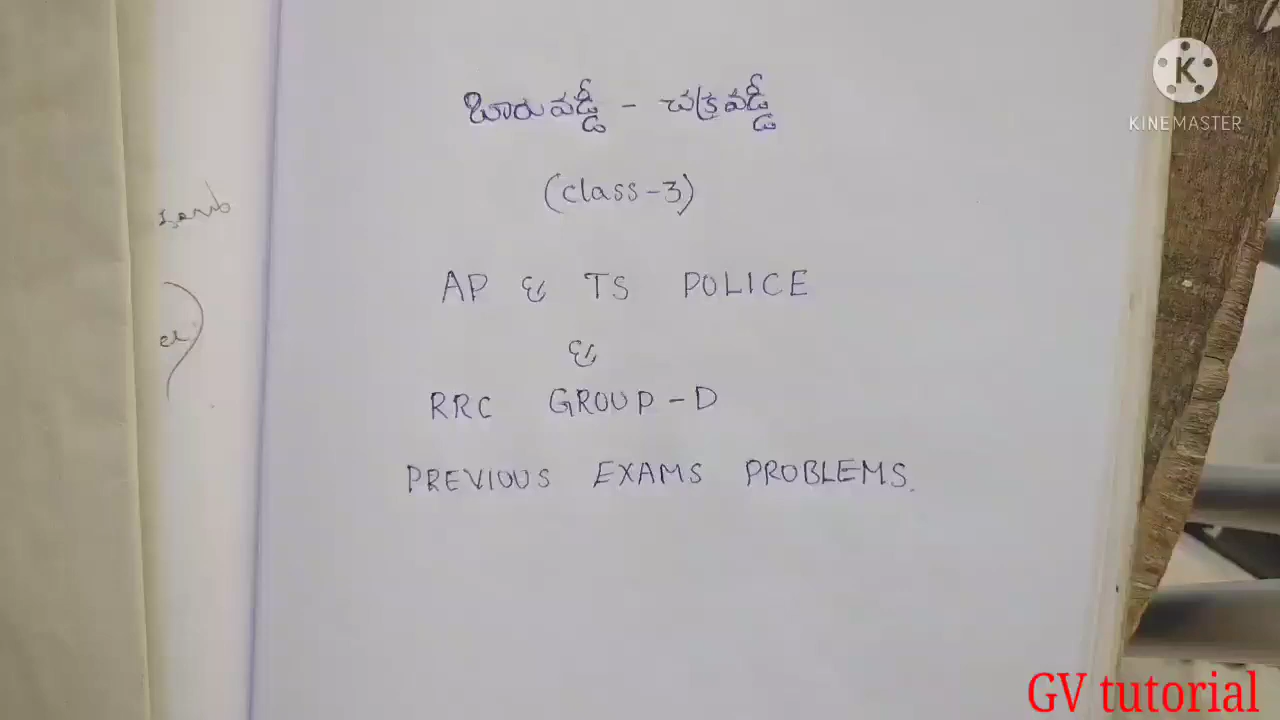 బారువడ్డీ - చక్రవడ్డీ
(class-3)
AP & TS POLICE
&
RRC GROUP-D
PREVIOUS EXAMS PROBLEMS.
KINEMASTER
GV tutorial